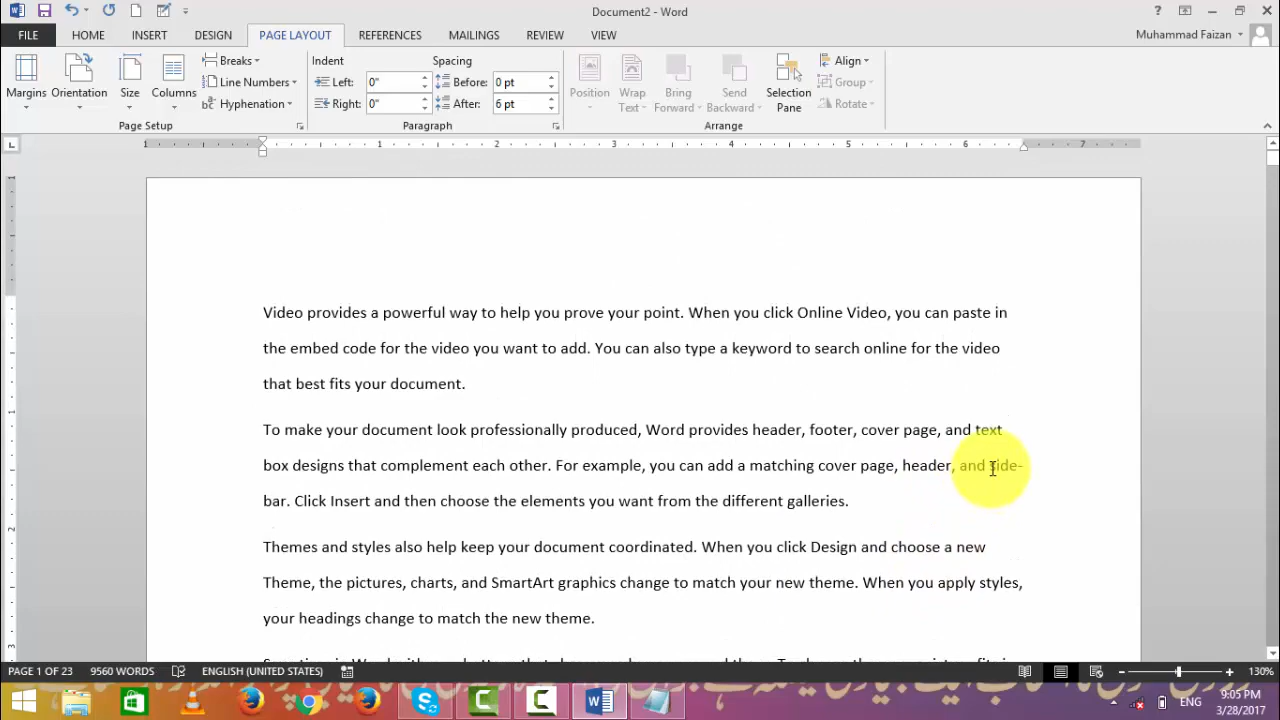 Document2 - Word
FILE HOME INSERT DESIGN PAGE LAYOUT REFERENCES MAILINGS REVIEW VIEW Muhammad Faizan
Breaks Indent Spacing Align
Line Numbers Left: 0" Before: 0 pt Group
Margins Orientation Size Columns Position Wrap Text Bring Forward Send Backward Selection Pane
Hyphenation Right: 0" After: 6 pt Rotate
Page Setup Paragraph Arrange
1 1 2 3 4 5 6 7
Video provides a powerful way to help you prove your point. When you click Online Video, you can paste in
the embed code for the video you want to add. You can also type a keyword to search online for the video
that best fits your document.
To make your document look professionally produced, Word provides header, footer, cover page, and text
box designs that complement each other. For example, you can add a matching cover page, header, and side-
bar. Click Insert and then choose the elements you want from the different galleries.
Themes and styles also help keep your document coordinated. When you click Design and choose a new
Theme, the pictures, charts, and SmartArt graphics change to match your new theme. When you apply styles,
your headings change to match the new theme.
PAGE 1 OF 23 9560 WORDS ENGLISH (UNITED STATES) 130%
9:05 PM
ENG
3/28/2017